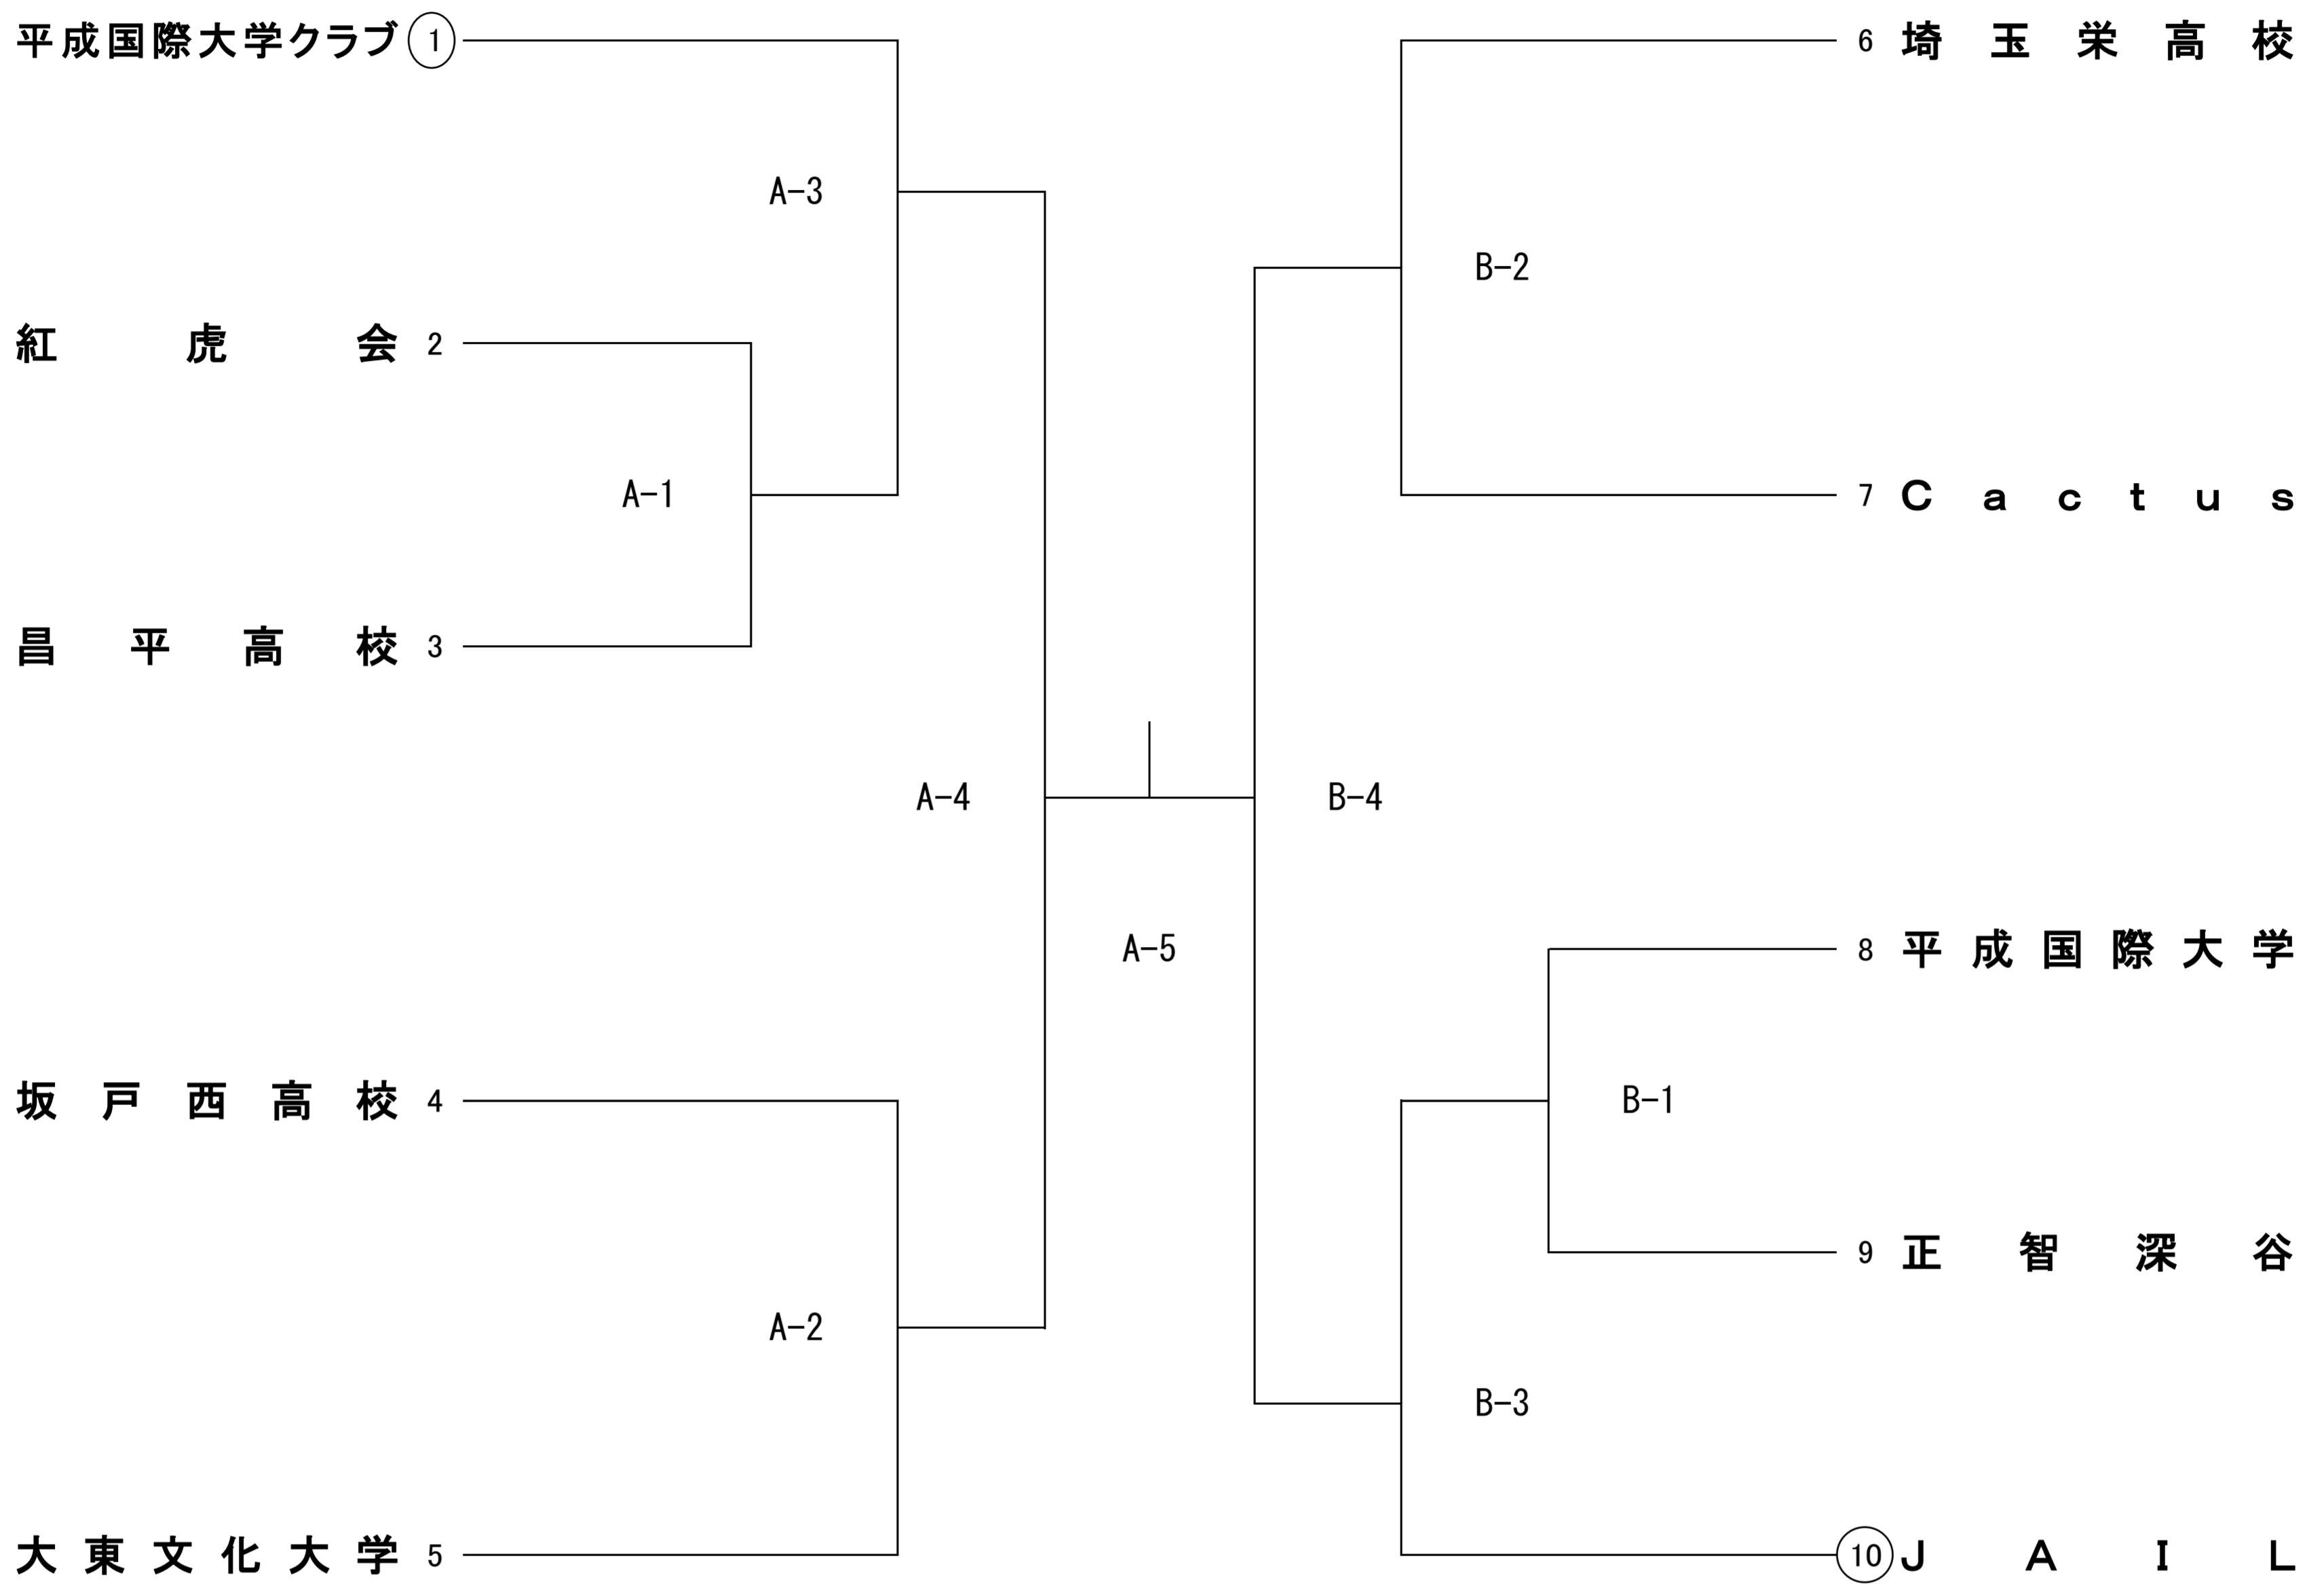 平成国際大学クラブ 1
6 埼玉栄高校
A-3
B-2
紅虎会 2
A-1
7 Cactus
昌平高校 3
A-4
B-4
A-5
8 平成国際大学
坂戸西高校 4
B-1
9 正智深谷
A-2
B-3
大東文化大学 5
10 JAIL